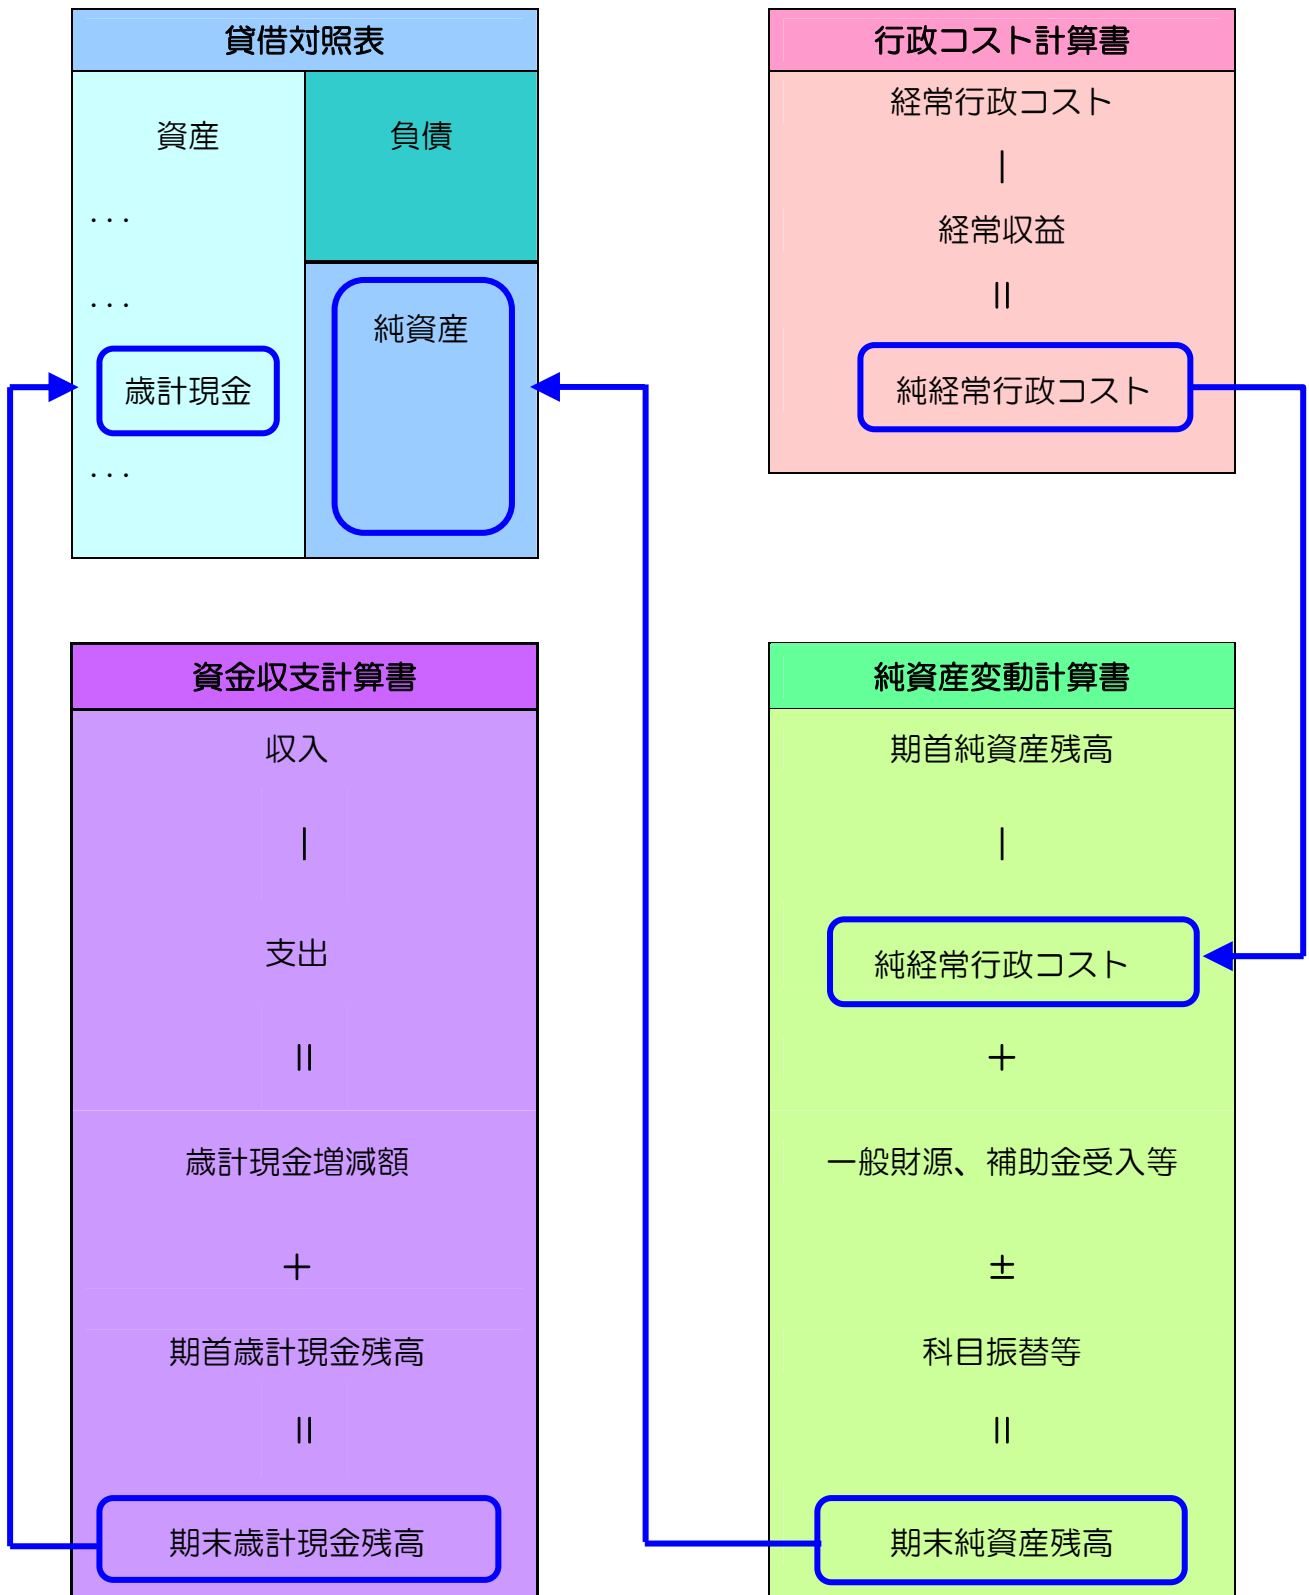 貸借対照表
資産
負債
...
...
純資産
歳計現金
...
行政コスト計算書
経常行政コスト
－
経常収益
＝
純経常行政コスト
資金収支計算書
収入
－
支出
＝
歳計現金増減額
＋
期首歳計現金残高
＝
期末歳計現金残高
純資産変動計算書
期首純資産残高
－
純経常行政コスト
＋
一般財源、補助金受入等
±
科目振替等
＝
期末純資産残高